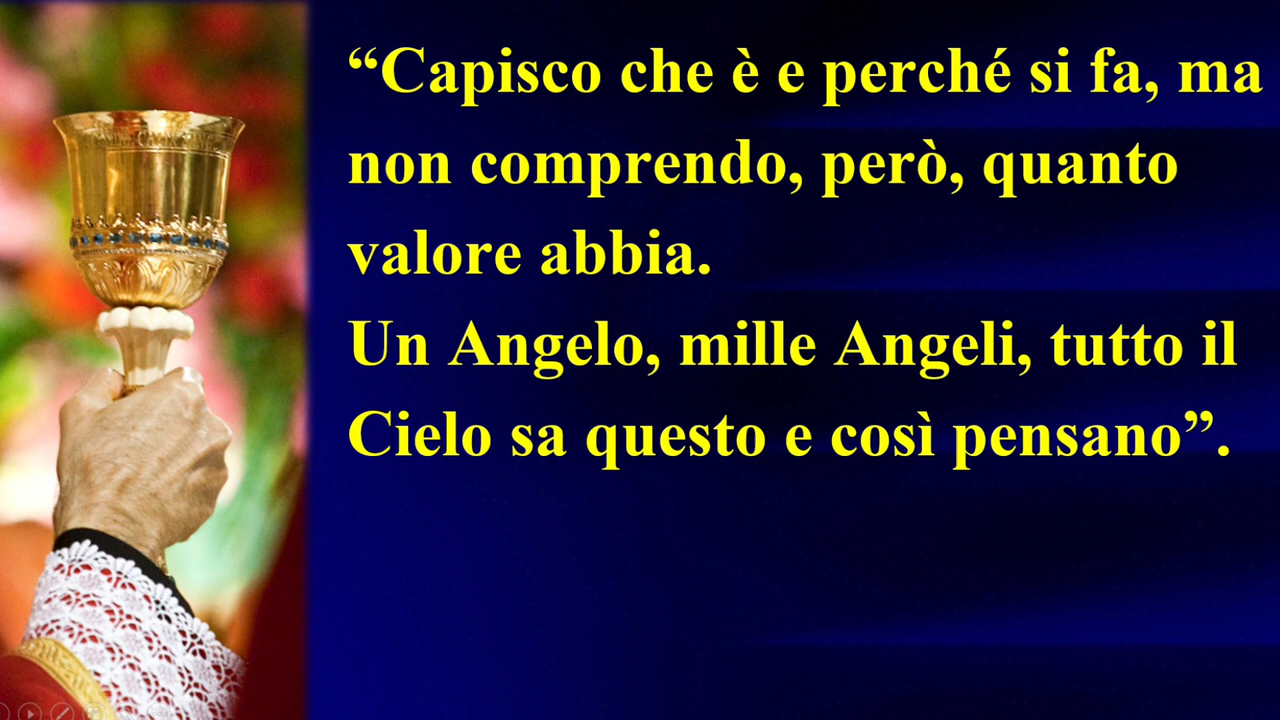 “Capisco che è e perché si fa, ma
non comprendo, però, quanto
valore abbia.
Un Angelo, mille Angeli, tutto il
Cielo sa questo e così pensano”.